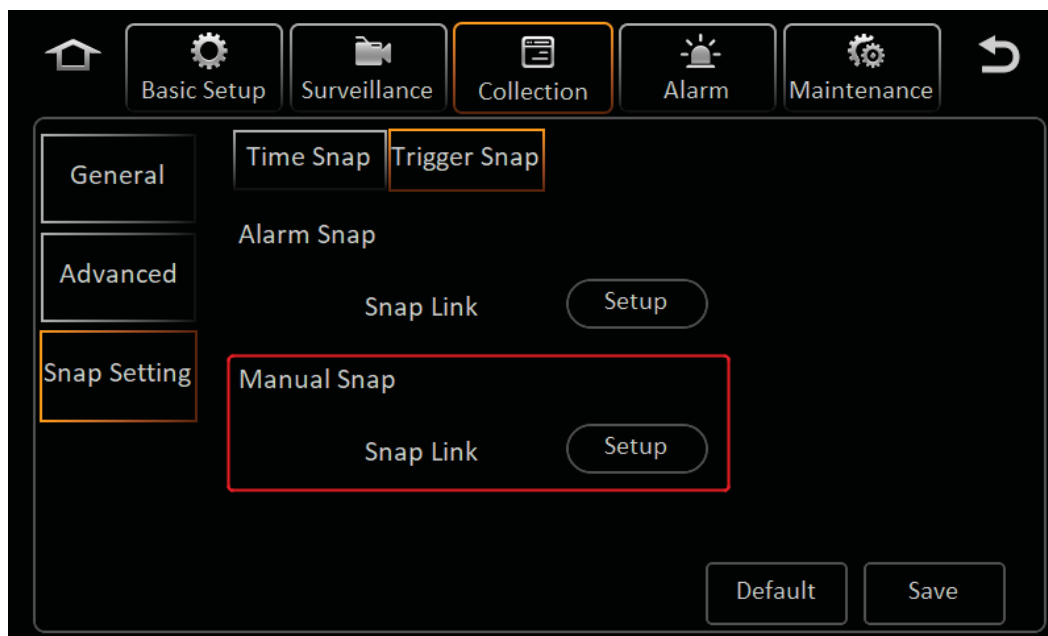 Basic Setup
Surveillance
Collection
Alarm
Maintenance
General
Advanced
Snap Setting
Time Snap
Trigger Snap
Alarm Snap
Snap Link
Setup
Manual Snap
Snap Link
Setup
Default
Save